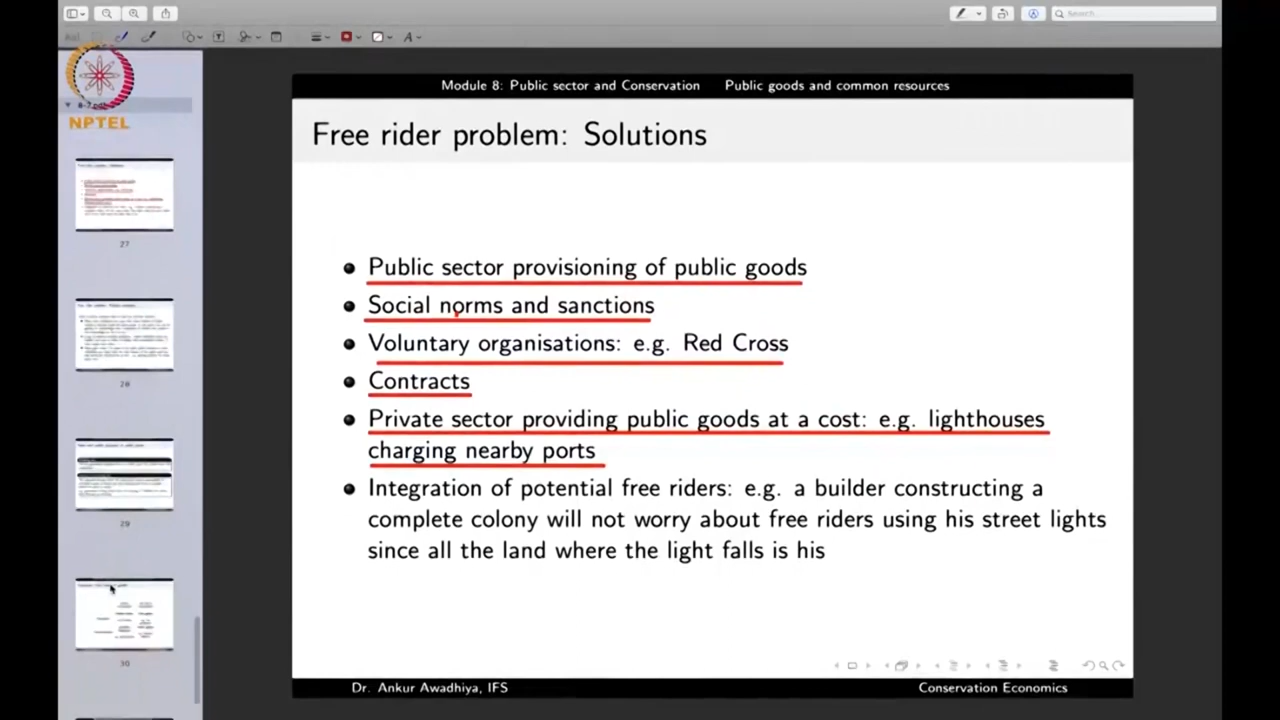 Search
NPTEL
27
28
29
30
Module 8: Public sector and Conservation Public goods and common resources
Free rider problem: Solutions
Public sector provisioning of public goods
Social norms and sanctions
Voluntary organisations: e.g. Red Cross
Contracts
Private sector providing public goods at a cost: e.g. lighthouses
charging nearby ports
Integration of potential free riders: e.g. a builder constructing a
complete colony will not worry about free riders using his street lights
since all the land where the light falls is his
Dr. Ankur Awadhiya, IFS Conservation Economics